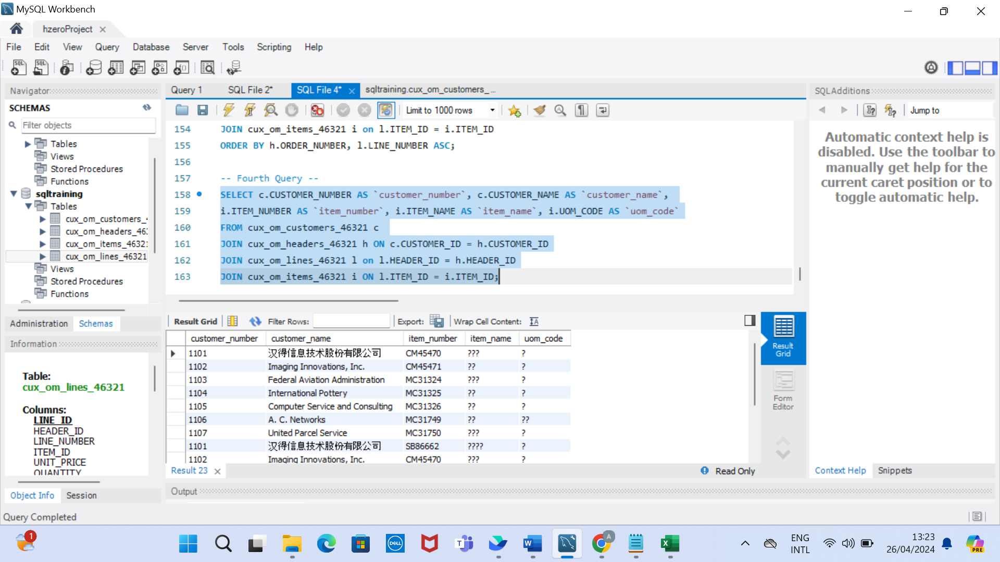 MySQL Workbench
hzeroProject
File Edit View Query Database Server Tools Scripting Help
Navigator
SCHEMAS
Filter objects
Tables
Views
Stored Procedures
Functions
sqltraining
Tables
cux_om_customers_
cux_om_headers_46
cux_om_items_4632
cux_om_lines_46321
Views
Stored Procedures
Functions
Administration Schemas
Information
Table:
cux_om_lines_46321
Columns:
LINE_ID
HEADER_ID
LINE_NUMBER
ITEM_ID
UNIT_PRICE
QUANTITY
Object Info Session
Query 1 SQL File 2* SQL File 4* sqltraining.cux_om_customers_...
Limit to 1000 rows
154 JOIN cux_om_items_46321 i on l.ITEM_ID = i.ITEM_ID
155 ORDER BY h.ORDER_NUMBER, l.LINE_NUMBER ASC;
156
157 -- Fourth Query --
158 SELECT c.CUSTOMER_NUMBER AS `customer_number`, c.CUSTOMER_NAME AS `customer_name`,
159 i.ITEM_NUMBER AS `item_number`, i.ITEM_NAME AS `item_name`, i.UOM_CODE AS `uom_code`
160 FROM cux_om_customers_46321 c
161 JOIN cux_om_headers_46321 h ON c.CUSTOMER_ID = h.CUSTOMER_ID
162 JOIN cux_om_lines_46321 l on l.HEADER_ID = h.HEADER_ID
163 JOIN cux_om_items_46321 i ON l.ITEM_ID = i.ITEM_ID;
Result Grid Filter Rows: Export: Wrap Cell Content:
customer_number customer_name item_number item_name uom_code
1101 汉得信息技术股份有限公司 CM45470 ??? ?
1102 Imaging Innovations, Inc. CM45471 ?? ?
1103 Federal Aviation Administration MC31324 ??? ?
1104 International Pottery MC31325 ?? ?
1105 Computer Service and Consulting MC31326 ?? ?
1106 A. C. Networks MC31749 ?? ??
1107 United Parcel Service MC31750 ??? ?
1101 汉得信息技术股份有限公司 SB86662 ???? ?
1102 Imaging Innovations, Inc. CM45470 ??? ?
Result 23
Read Only
Result
Grid
Form
Editor
Output
SQLAdditions
Jump to
Automatic context help is
disabled. Use the toolbar to
manually get help for the
current caret position or to
toggle automatic help.
Context Help Snippets
Query Completed
1
DELL
T
W
A
X
ENG
INTL
13:23
26/04/2024
PRE